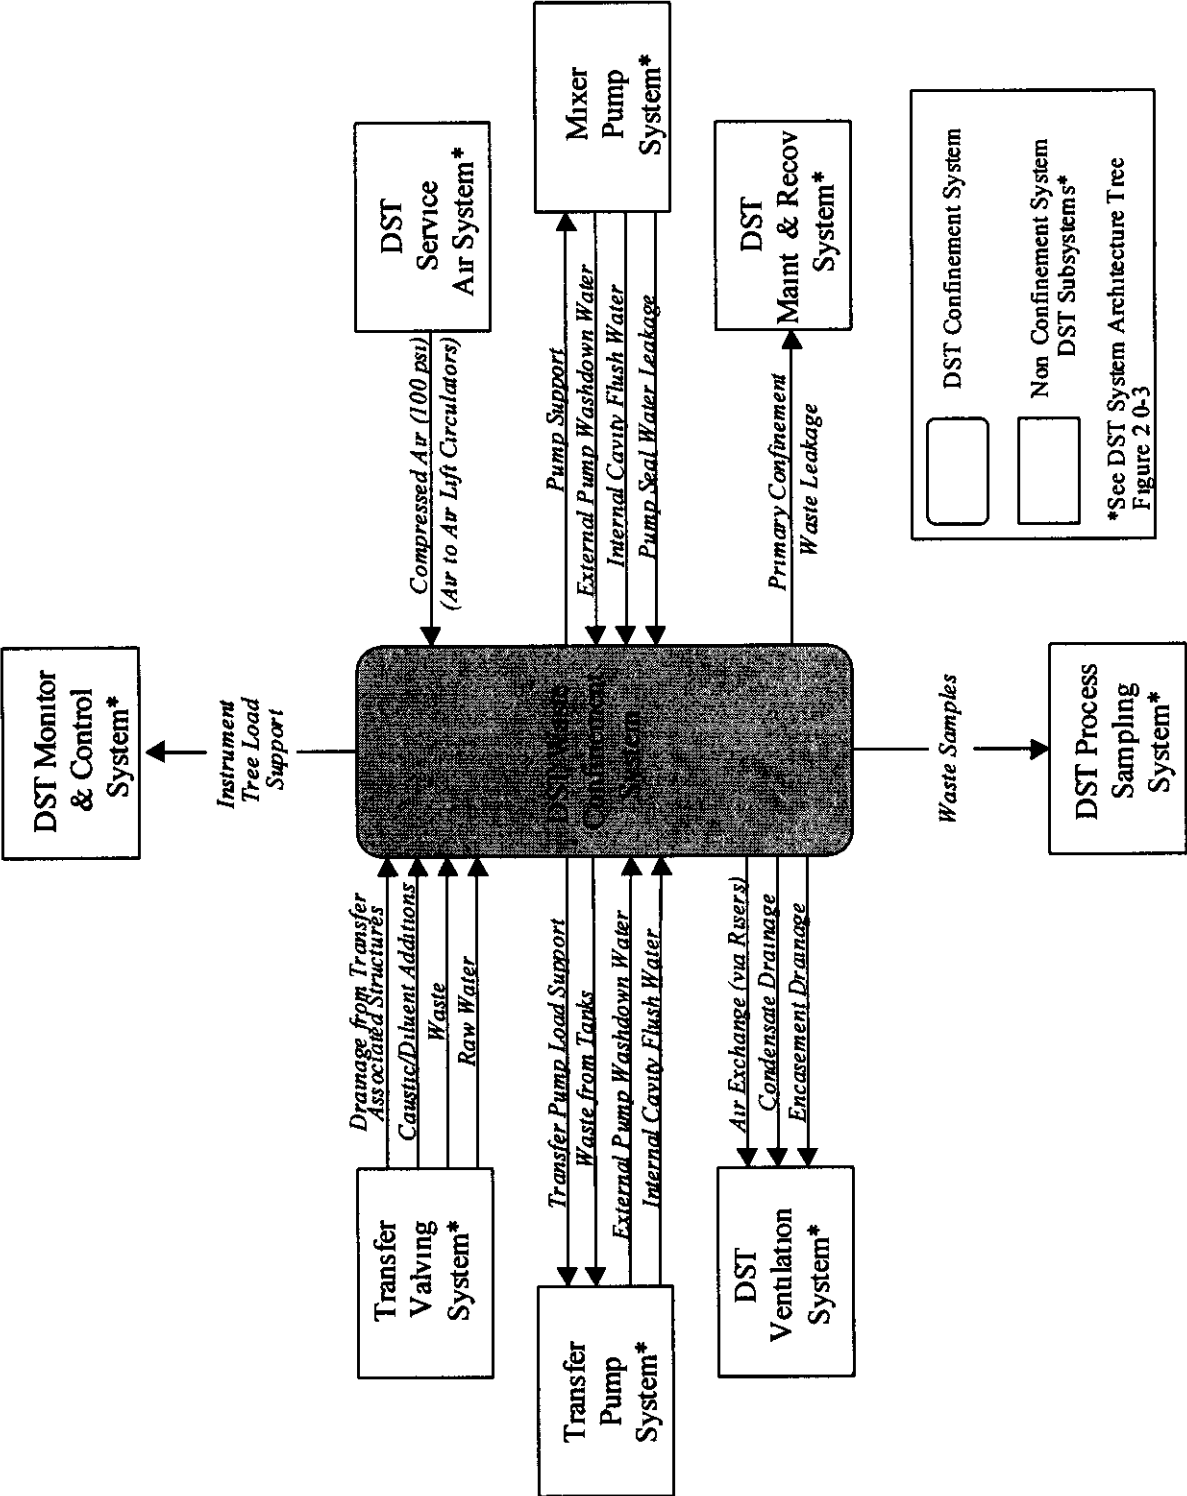 DST Monitor
& Control
System*
Instrument
Tree Load
Support
Transfer
Valving
System*
Drainage from Transfer
Associated Structures
Caustic/Diluent Additions
Waste
Raw Water
DST
Service
Air System*
Compressed Air (100 psi)
(Air to Air Lift Circulators)
Transfer
Pump
System*
Transfer Pump Load Support
Waste from Tanks
External Pump Washdown Water
Internal Cavity Flush Water
DST Waste
Confinement
System
Mixer
Pump
System*
Pump Support
External Pump Washdown Water
Internal Cavity Flush Water
Pump Seal Water Leakage
DST
Ventilation
System*
Air Exchange (via Risers)
Condensate Drainage
Encasement Drainage
DST
Maint & Recov
System*
Primary Confinement
Waste Leakage
Waste Samples
DST Process
Sampling
System*
DST Confinement System
Non Confinement System
DST Subsystems*
*See DST System Architecture Tree
Figure 2 0-3